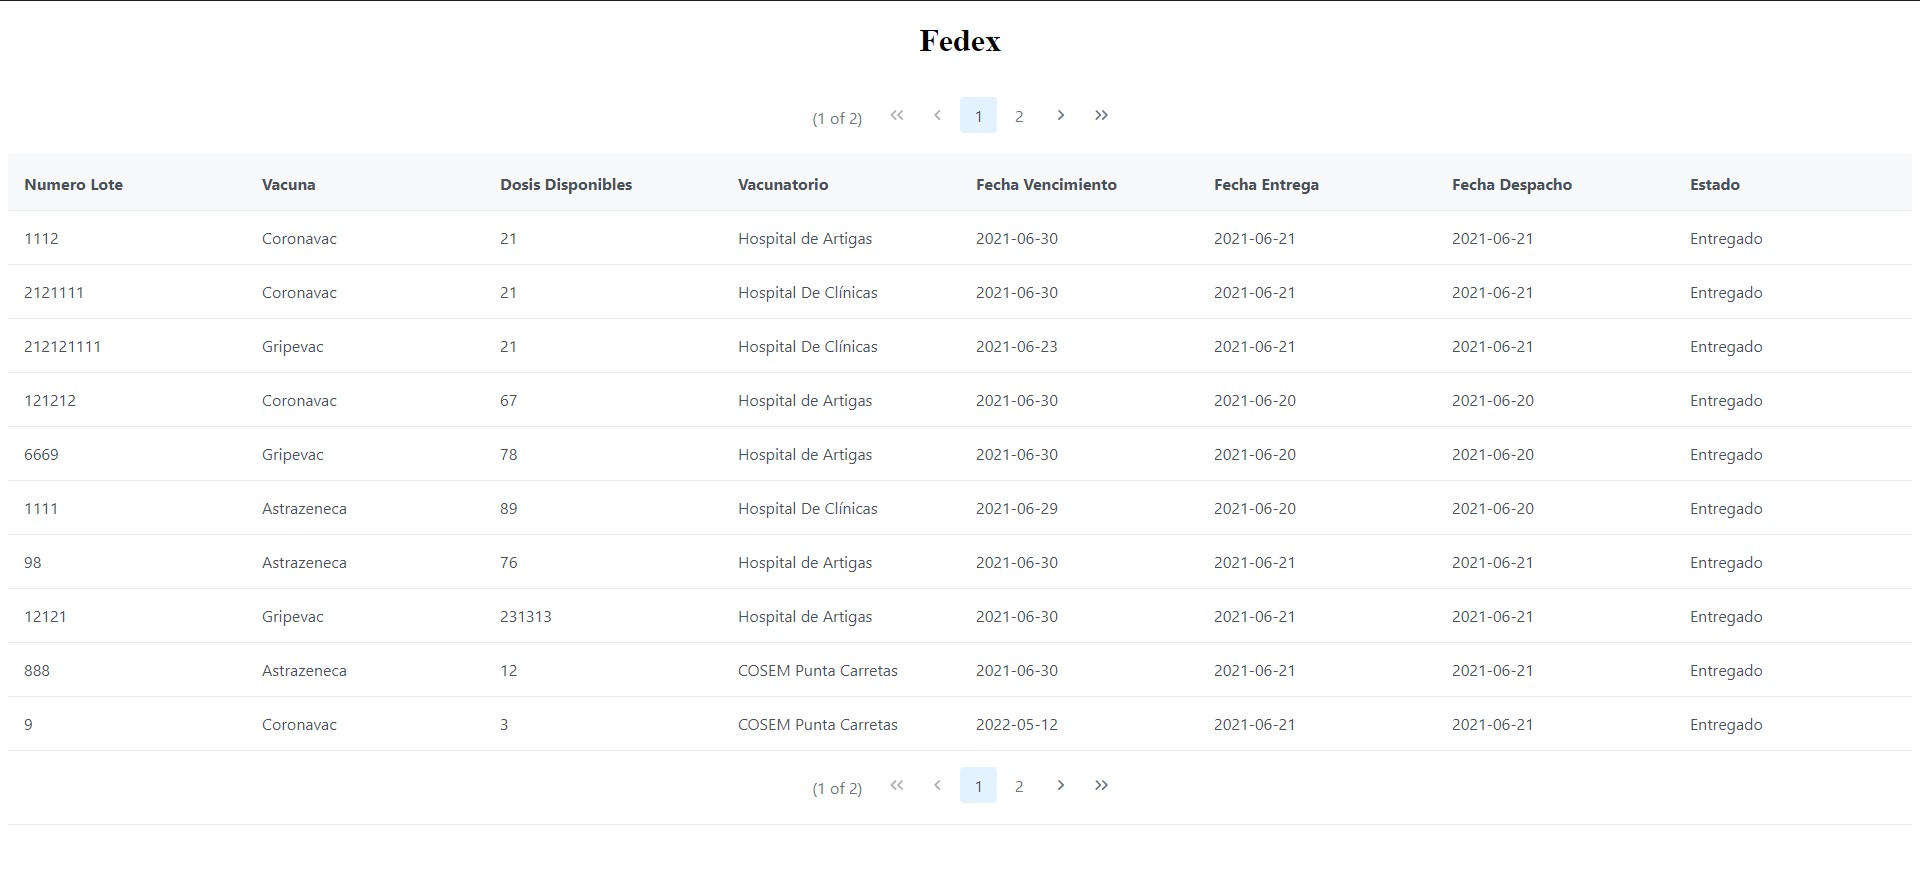 Fedex
(1 of 2) 1 2
Numero Lote Vacuna Dosis Disponibles Vacunatorio Fecha Vencimiento Fecha Entrega Fecha Despacho Estado
1112 Coronavac 21 Hospital de Artigas 2021-06-30 2021-06-21 2021-06-21 Entregado
2121111 Coronavac 21 Hospital De Clínicas 2021-06-30 2021-06-21 2021-06-21 Entregado
212121111 Gripevac 21 Hospital De Clínicas 2021-06-23 2021-06-21 2021-06-21 Entregado
121212 Coronavac 67 Hospital de Artigas 2021-06-30 2021-06-20 2021-06-20 Entregado
6669 Gripevac 78 Hospital de Artigas 2021-06-30 2021-06-20 2021-06-20 Entregado
1111 Astrazeneca 89 Hospital De Clínicas 2021-06-29 2021-06-20 2021-06-20 Entregado
98 Astrazeneca 76 Hospital de Artigas 2021-06-30 2021-06-21 2021-06-21 Entregado
12121 Gripevac 231313 Hospital de Artigas 2021-06-30 2021-06-21 2021-06-21 Entregado
888 Astrazeneca 12 COSEM Punta Carretas 2021-06-30 2021-06-21 2021-06-21 Entregado
9 Coronavac 3 COSEM Punta Carretas 2022-05-12 2021-06-21 2021-06-21 Entregado
(1 of 2) 1 2